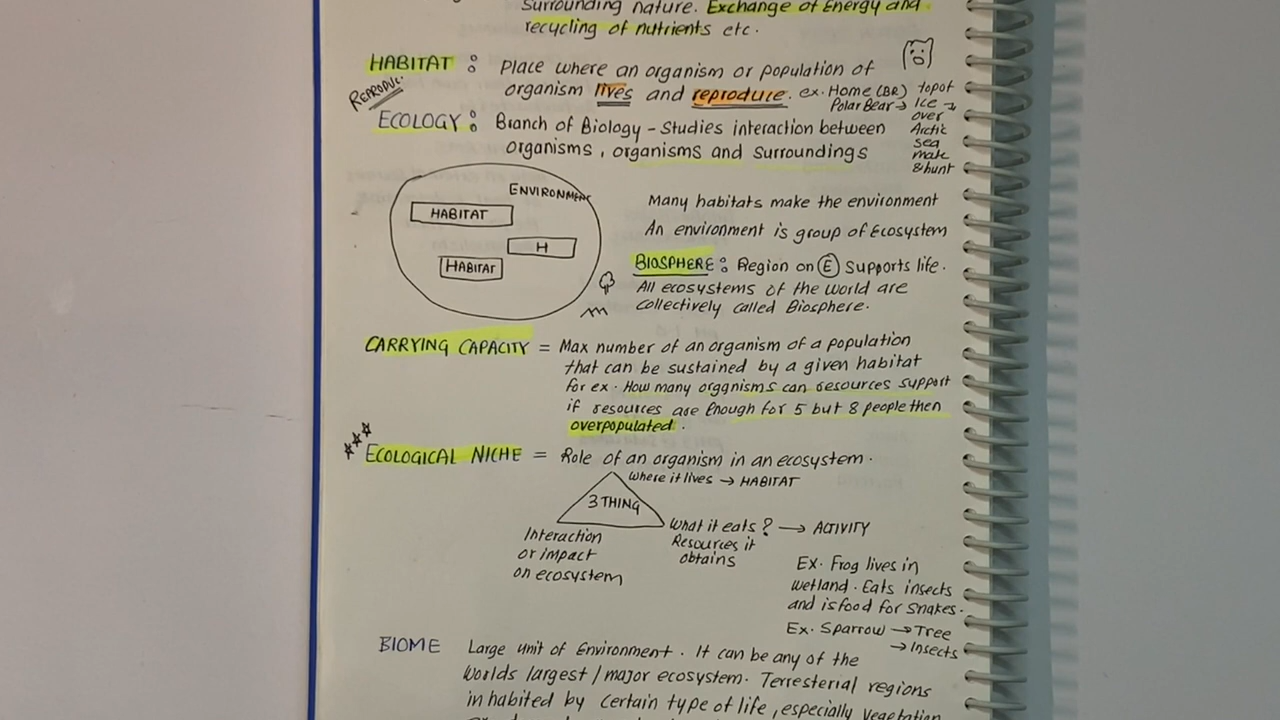 Surrounding nature. Exchange of Energy and
recycling of nutrients etc.
HABITAT : Place where an organism or population of
organism lives and reproduce. ex. Home (BR)
Polar Bear → Ice →
topot
over
Arctic
sea
mate
& hunt
REPRODUC.
ECOLOGY : Branch of Biology - Studies interaction between
organisms, organisms and surroundings
ENVIRONMENT
HABITAT
H
HABITAT
Many habitats make the environment
An environment is group of Ecosystem
BIOSPHERE : Region on E supports life.
All ecosystems of the world are
collectively called Biosphere.
CARRYING CAPACITY = Max number of an organism of a population
that can be sustained by a given habitat
for ex. How many organisms can resources support
if resources are Enough for 5 but 8 people then
overpopulated.
ECOLOGICAL NICHE = Role of an organism in an ecosystem.
where it lives → HABITAT
3 THING
What it eats? → ACTIVITY
Resources it
obtains
Interaction
or impact
on ecosystem
Ex. Frog lives in
wetland. Eats insects
and is food for snakes.
Ex. Sparrow → Tree
→ Insects
BIOME Large unit of Environment. It can be any of the
Worlds largest / major ecosystem. Terresterial regions
in habited by certain type of life, especially vegetation